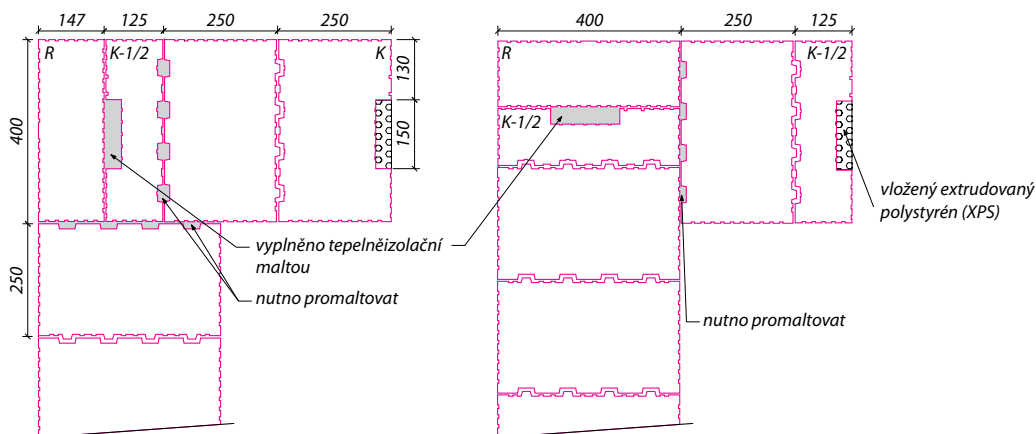 147 125 250 250
R K-1/2 K
130
150
400
250
vyplněno tepelněizolační
maltou
nutno promaltovat
400 250 125
R K-1/2
K-1/2
vložený extrudovaný
polystyrén (XPS)
nutno promaltovat